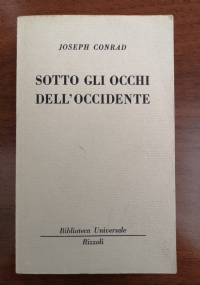 JOSEPH CONRAD
SOTTO GLI OCCHI
DELL'OCCIDENTE
Biblioteca Universale
Rizzoli